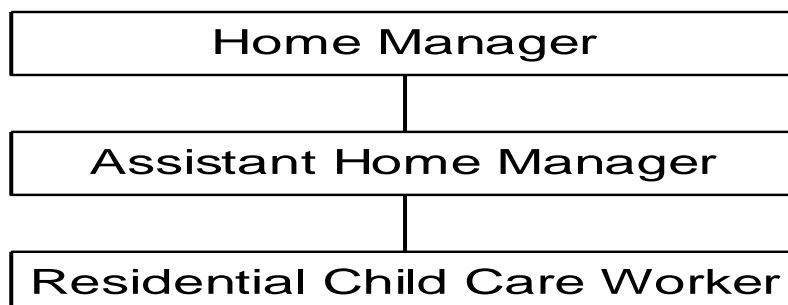 Home Manager
Assistant Home Manager
Residential Child Care Worker